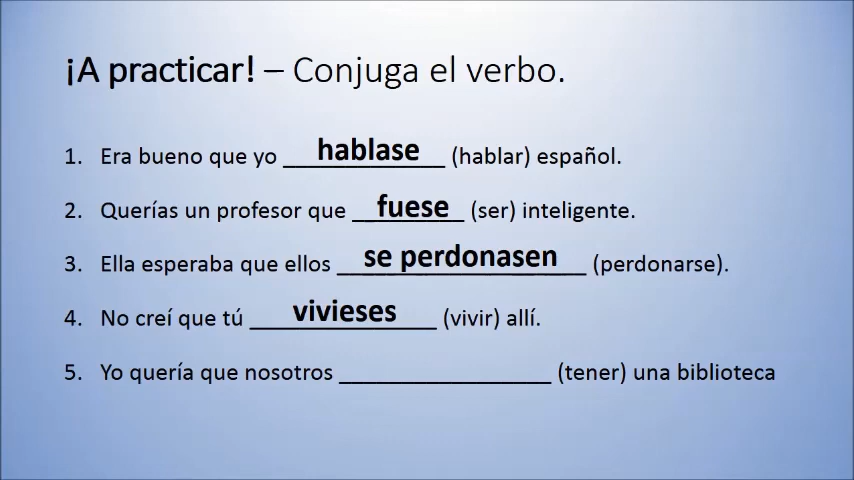 ¡A practicar! – Conjuga el verbo.
1. Era bueno que yo hablase (hablar) español.
2. Querías un profesor que fuese (ser) inteligente.
3. Ella esperaba que ellos se perdonasen (perdonarse).
4. No creí que tú vivieses (vivir) allí.
5. Yo quería que nosotros _________________ (tener) una biblioteca